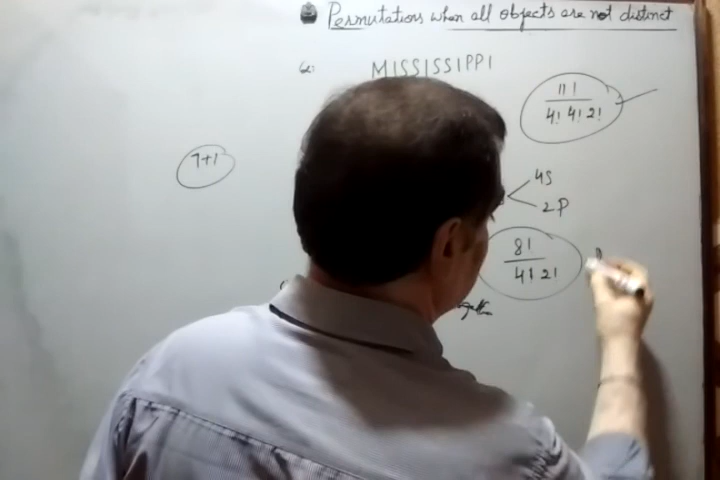 Permutations when all objects are not distinct
Ex:
MISSISSIPPI
11!
4! 4! 2!
7+1
4S
2P
8!
4! 2!